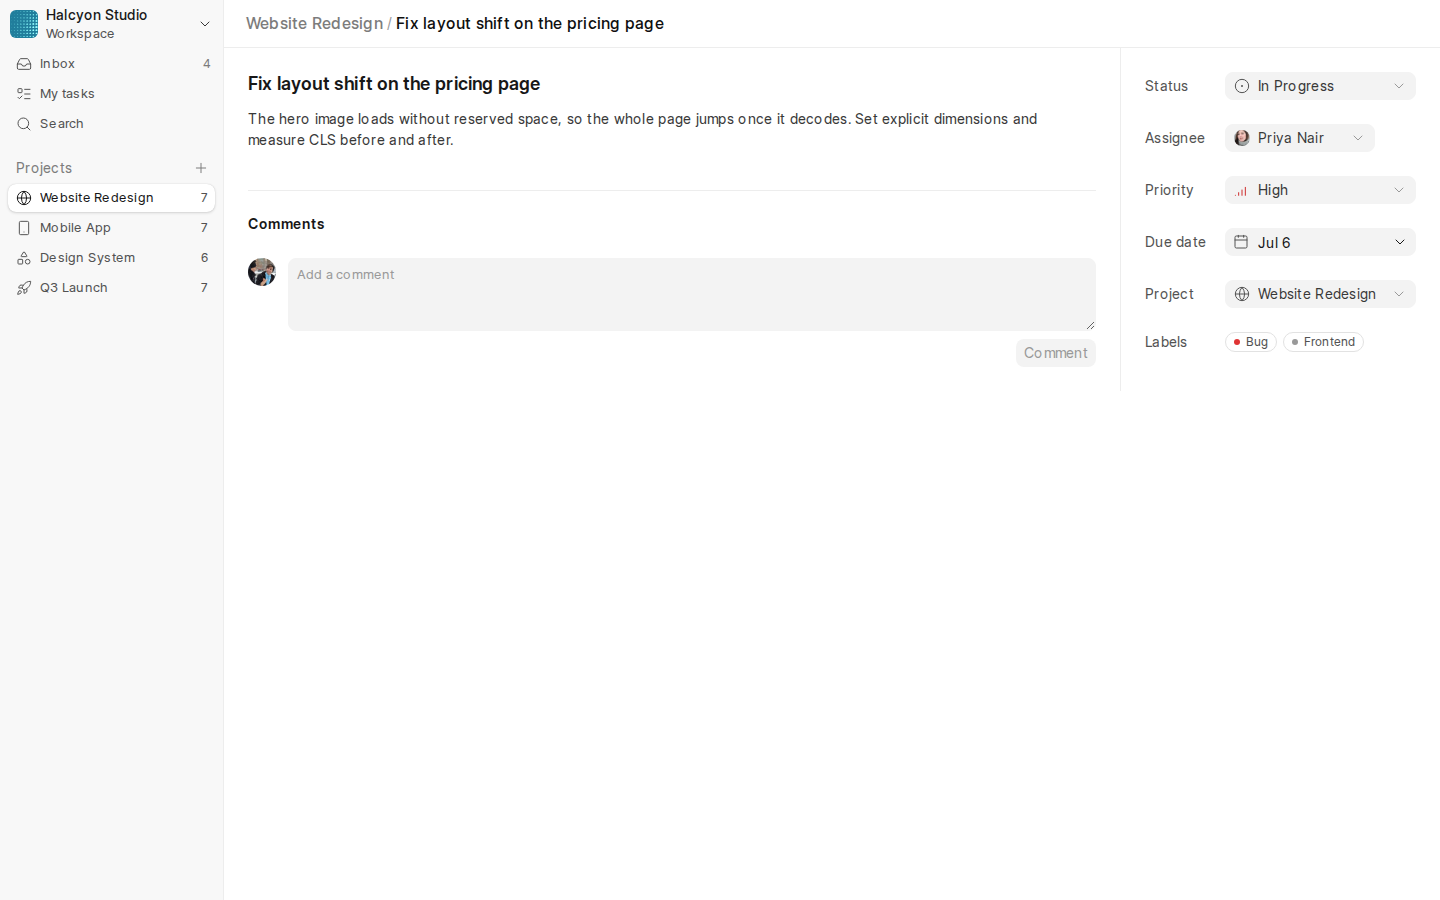 Halcyon Studio
Workspace
Inbox 4
My tasks
Search
Projects
Website Redesign 7
Mobile App 7
Design System 6
Q3 Launch 7
Website Redesign / Fix layout shift on the pricing page
Fix layout shift on the pricing page
The hero image loads without reserved space, so the whole page jumps once it decodes. Set explicit dimensions and
measure CLS before and after.
Comments
Add a comment
Comment
Status In Progress
Assignee Priya Nair
Priority High
Due date Jul 6
Project Website Redesign
Labels Bug Frontend